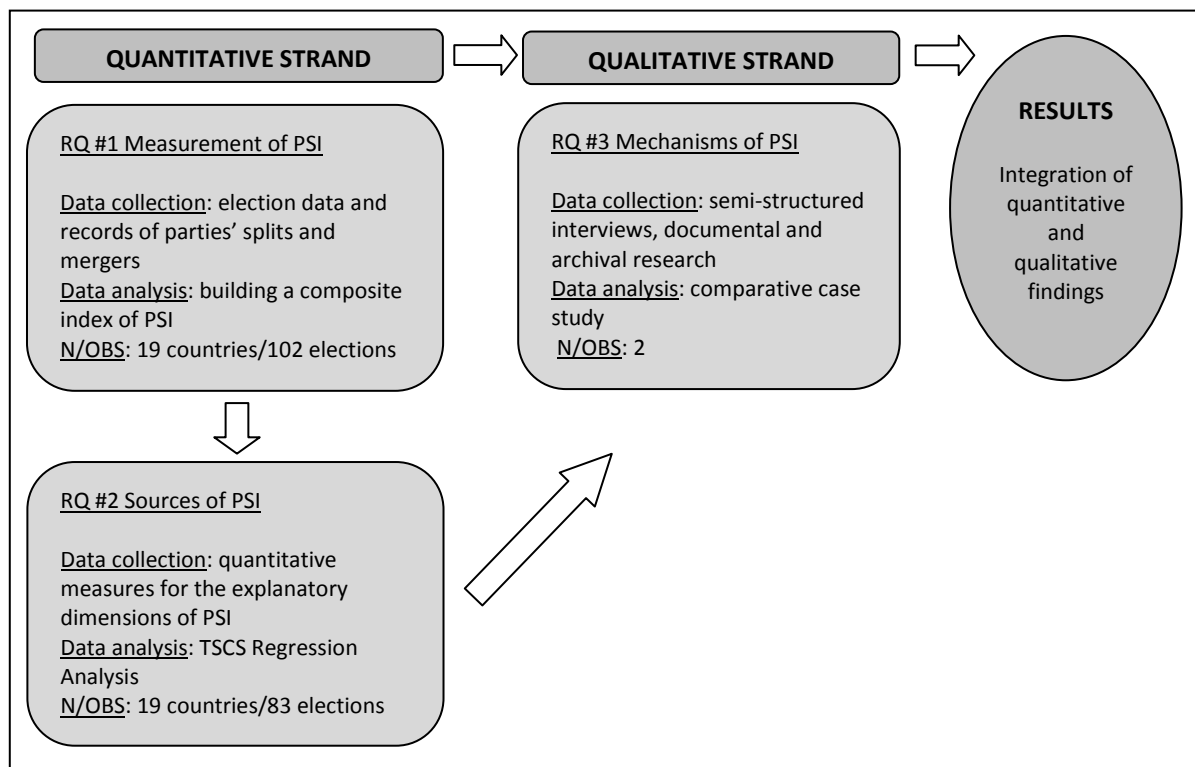 QUANTITATIVE STRAND
RQ #1 Measurement of PSI
Data collection: election data and
records of parties’ splits and
mergers
Data analysis: building a composite
index of PSI
N/OBS: 19 countries/102 elections
RQ #2 Sources of PSI
Data collection: quantitative
measures for the explanatory
dimensions of PSI
Data analysis: TSCS Regression
Analysis
N/OBS: 19 countries/83 elections
QUALITATIVE STRAND
RQ #3 Mechanisms of PSI
Data collection: semi-structured
interviews, documental and
archival research
Data analysis: comparative case
study
N/OBS: 2
RESULTS
Integration of
quantitative
and
qualitative
findings